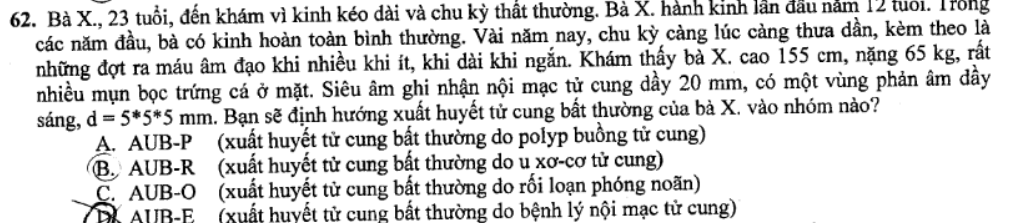 62. Bà X., 23 tuổi, đến khám vì kinh kéo dài và chu kỳ thất thường. Bà X. hành kinh lần đầu năm 12 tuổi. Trong
các năm đầu, bà có kinh hoàn toàn bình thường. Vài năm nay, chu kỳ càng lúc càng thưa dần, kèm theo là
những đợt ra máu âm đạo khi nhiều khi ít, khi dài khi ngắn. Khám thấy bà X. cao 155 cm, nặng 65 kg, rất
nhiều mụn bọc trứng cá ở mặt. Siêu âm ghi nhận nội mạc tử cung dầy 20 mm, có một vùng phản âm dầy
sáng, d = 5*5*5 mm. Bạn sẽ định hướng xuất huyết tử cung bất thường của bà X. vào nhóm nào?
A. AUB-P (xuất huyết tử cung bất thường do polyp buồng tử cung)
B. AUB-R (xuất huyết tử cung bất thường do u xơ-cơ tử cung)
C. AUB-O (xuất huyết tử cung bất thường do rối loạn phóng noãn)
D. AUB-E (xuất huyết tử cung bất thường do bệnh lý nội mạc tử cung)